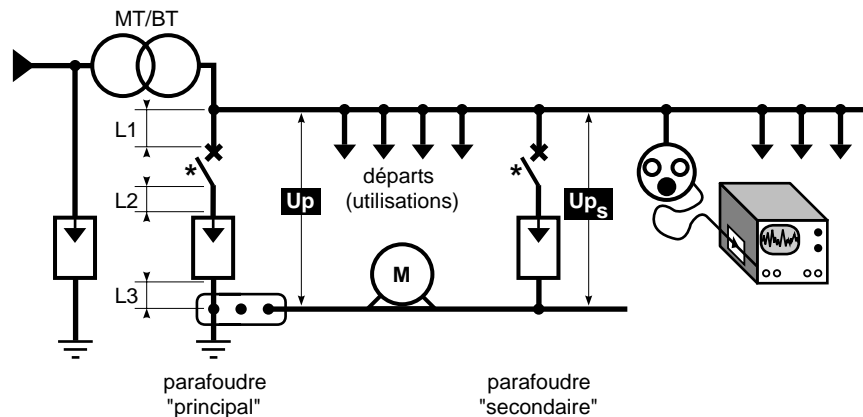 MT/BT
L1
*
L2
L3
Up
départs
(utilisations)
*
Ups
M
parafoudre
"principal"
parafoudre
"secondaire"